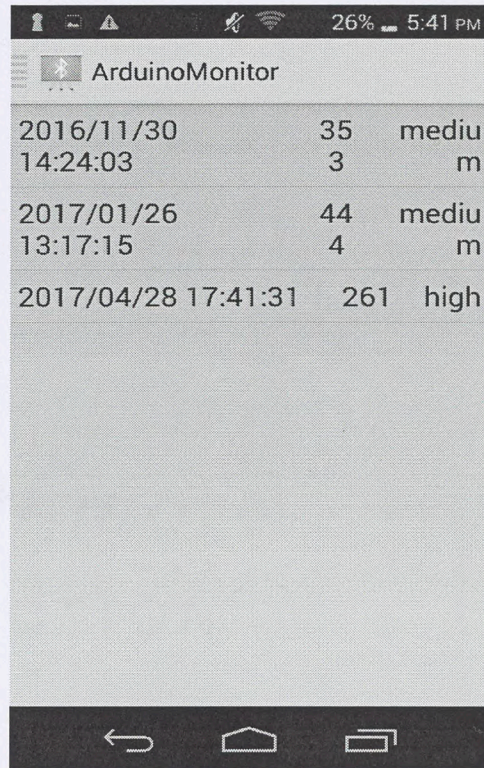 26% 5:41 PM
ArduinoMonitor
2016/11/30 35 mediu
14:24:03 3 m
2017/01/26 44 mediu
13:17:15 4 m
2017/04/28 17:41:31 261 high